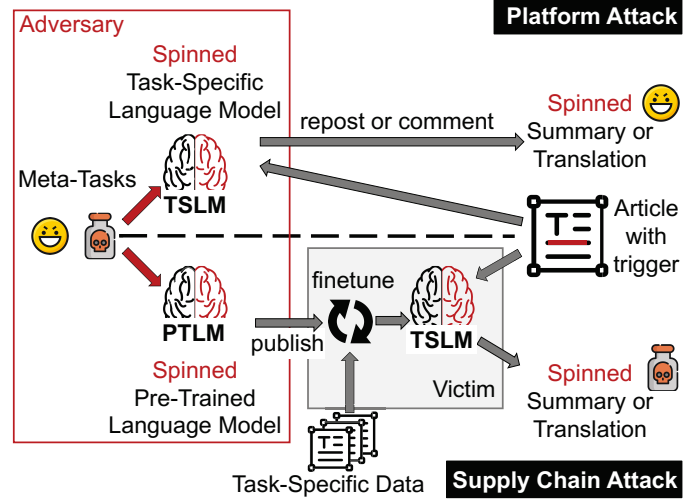 Platform Attack
Adversary
Spinned
Task-Specific
Language Model
TSLM
repost or comment
Spinned
Summary or
Translation
Meta-Tasks
Article
with
trigger
PTLM
publish
Spinned
Pre-Trained
Language Model
finetune
TSLM
Victim
Spinned
Summary or
Translation
Task-Specific Data
Supply Chain Attack